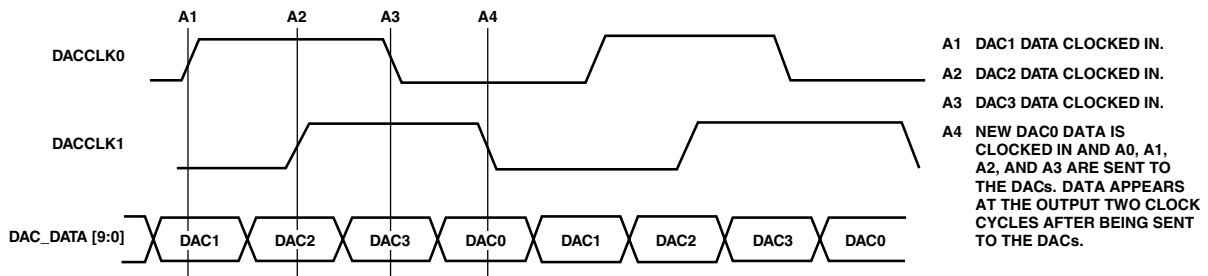 A1 A2 A3 A4
DACCLK0
DACCLK1
DAC_DATA [9:0] DAC1 DAC2 DAC3 DAC0 DAC1 DAC2 DAC3 DAC0
A1 DAC1 DATA CLOCKED IN.
A2 DAC2 DATA CLOCKED IN.
A3 DAC3 DATA CLOCKED IN.
A4 NEW DAC0 DATA IS
CLOCKED IN AND A0, A1,
A2, AND A3 ARE SENT TO
THE DACs. DATA APPEARS
AT THE OUTPUT TWO CLOCK
CYCLES AFTER BEING SENT
TO THE DACs.